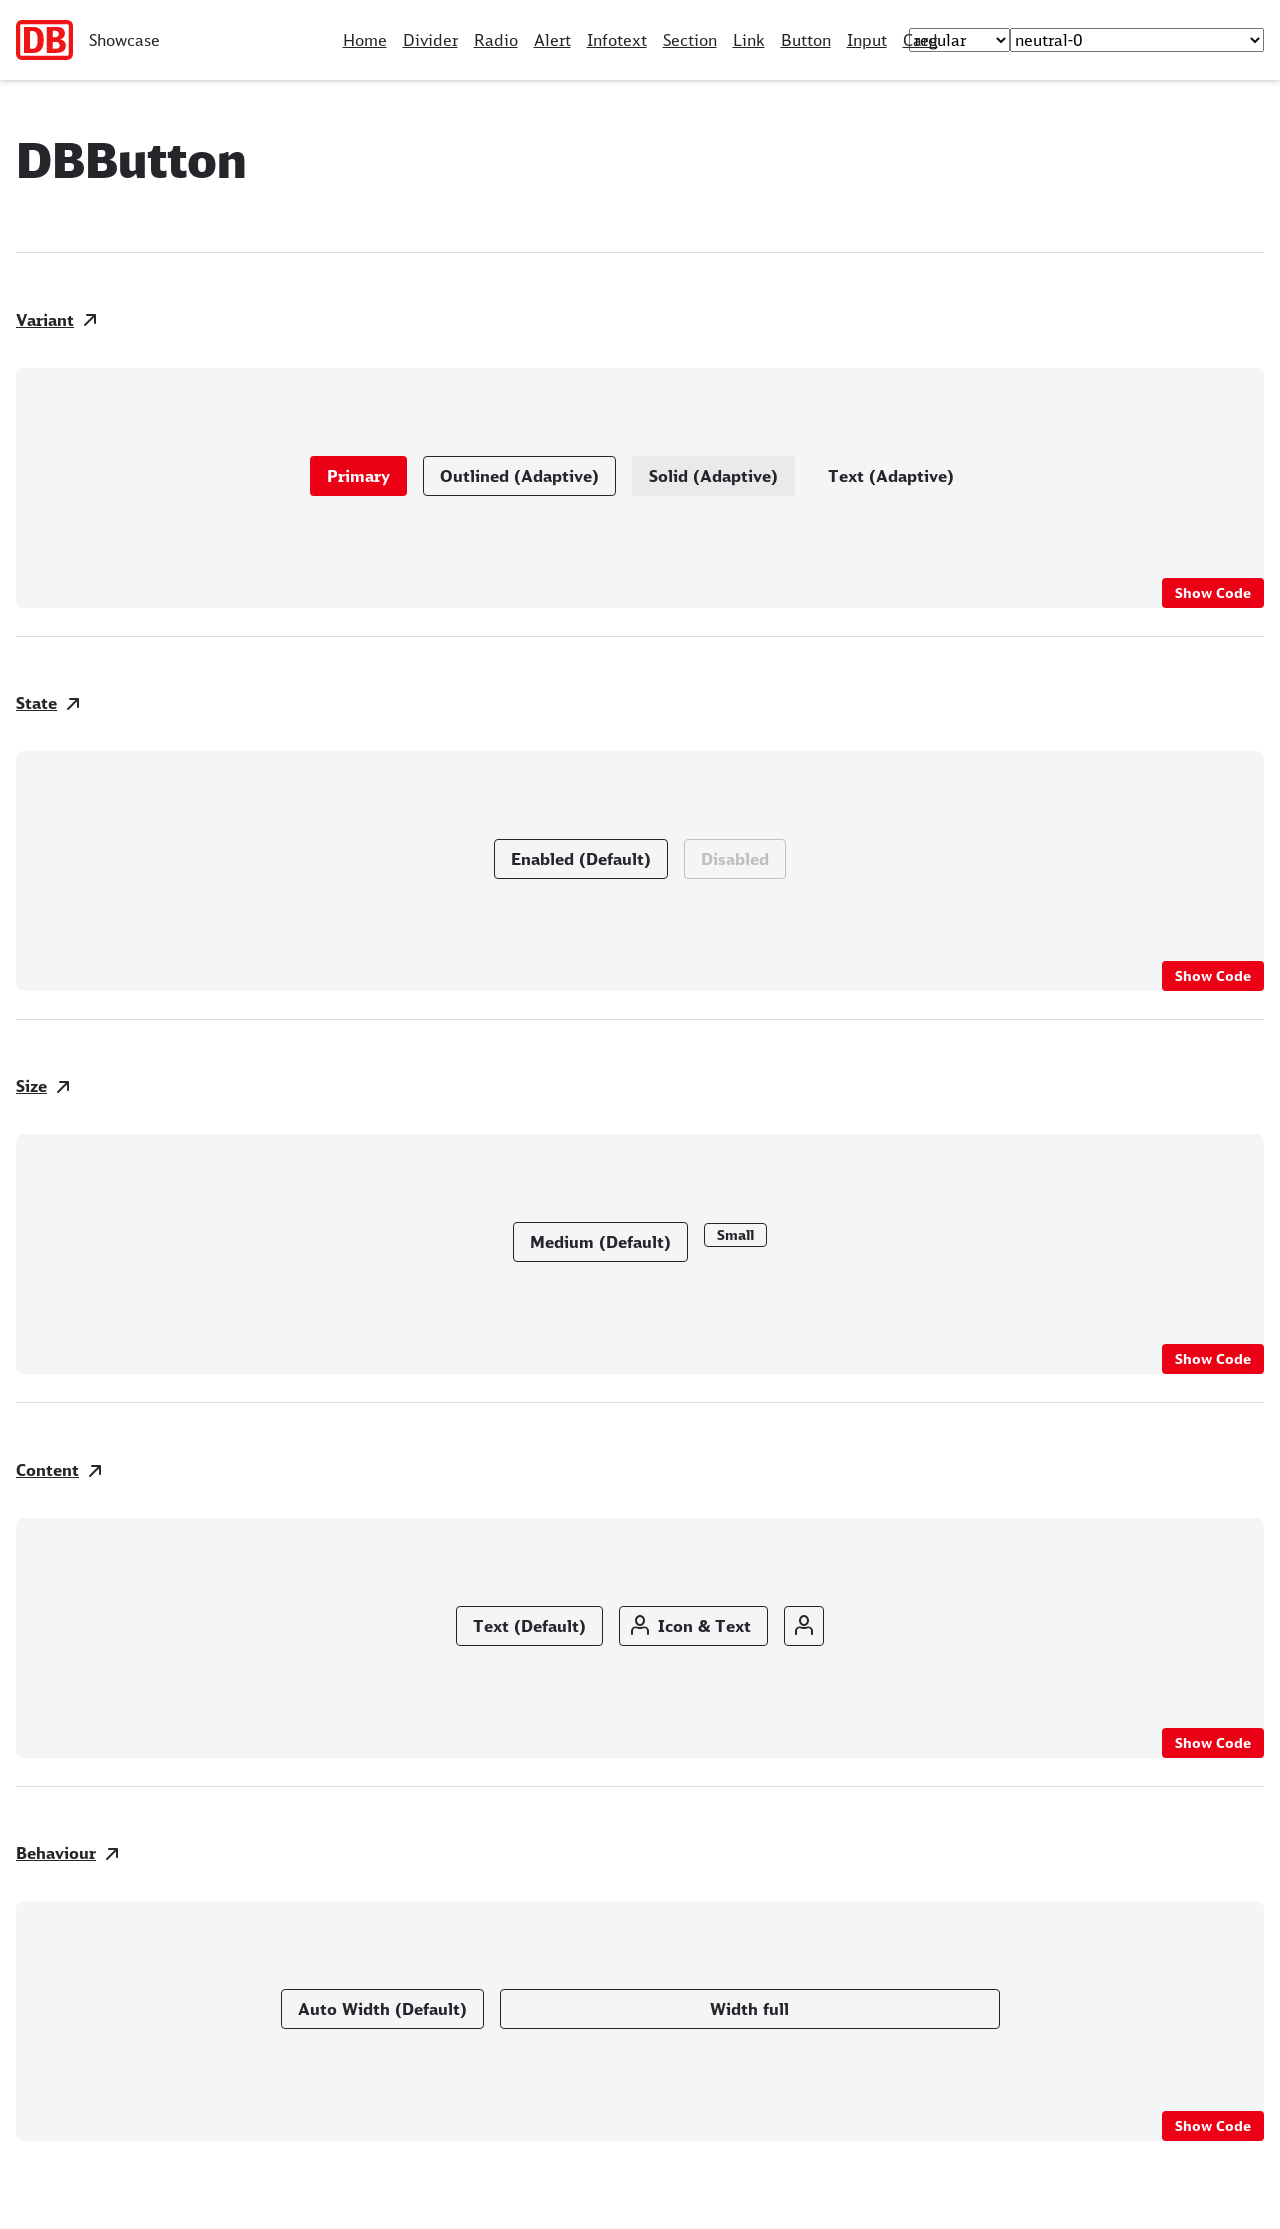 DB Showcase Home Divider Radio Alert Infotext Section Link Button Input Card regular neutral-0
DBButton
Variant
Primary Outlined (Adaptive) Solid (Adaptive) Text (Adaptive)
Show Code
State
Enabled (Default) Disabled
Show Code
Size
Medium (Default) Small
Show Code
Content
Text (Default) Icon & Text
Show Code
Behaviour
Auto Width (Default) Width full
Show Code